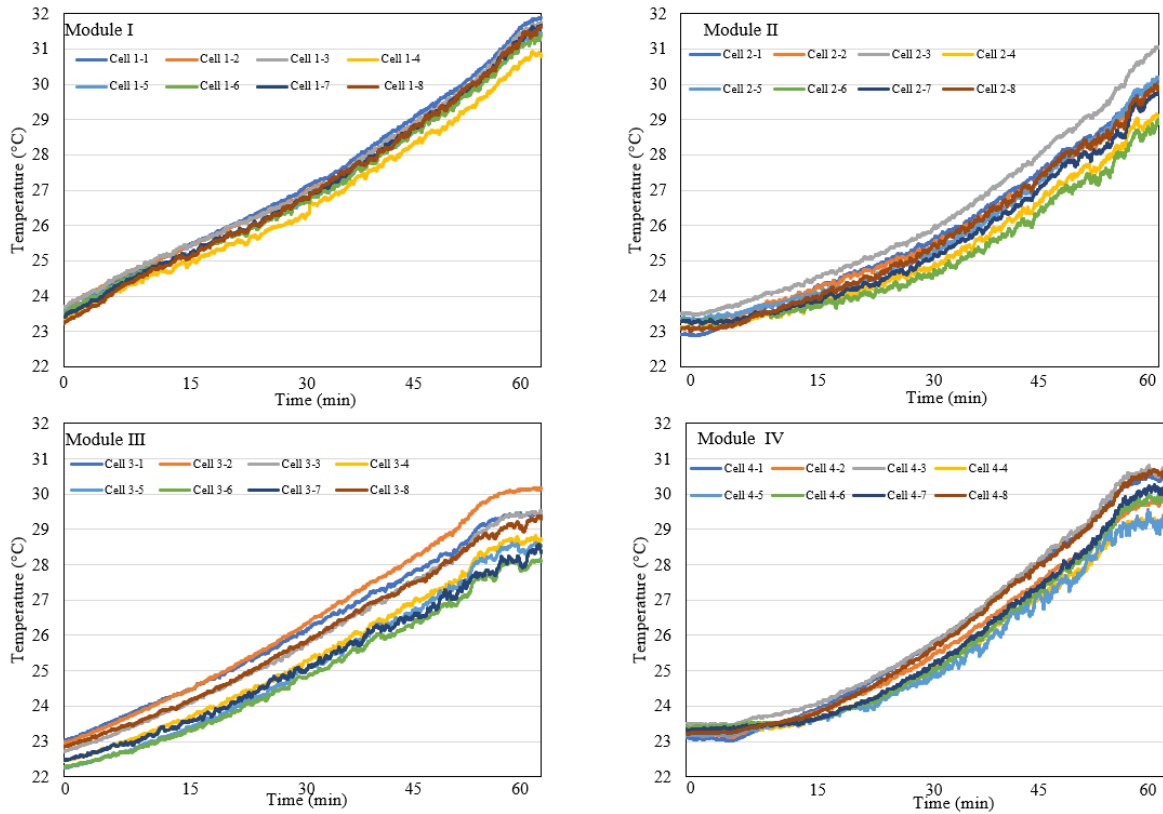 Module I
Cell 1-1 Cell 1-2 Cell 1-3 Cell 1-4
Cell 1-5 Cell 1-6 Cell 1-7 Cell 1-8
Temperature (°C)
32
31
30
29
28
27
26
25
24
23
22
0 15 30 45 60
Time (min)
Module II
Cell 2-1 Cell 2-2 Cell 2-3 Cell 2-4
Cell 2-5 Cell 2-6 Cell 2-7 Cell 2-8
Temperature (°C)
32
31
30
29
28
27
26
25
24
23
22
0 15 30 45 60
Time (min)
Module III
Cell 3-1 Cell 3-2 Cell 3-3 Cell 3-4
Cell 3-5 Cell 3-6 Cell 3-7 Cell 3-8
Temperature (°C)
32
31
30
29
28
27
26
25
24
23
22
0 15 30 45 60
Time (min)
Module IV
Cell 4-1 Cell 4-2 Cell 4-3 Cell 4-4
Cell 4-5 Cell 4-6 Cell 4-7 Cell 4-8
Temperature (°C)
32
31
30
29
28
27
26
25
24
23
22
0 15 30 45 60
Time (min)